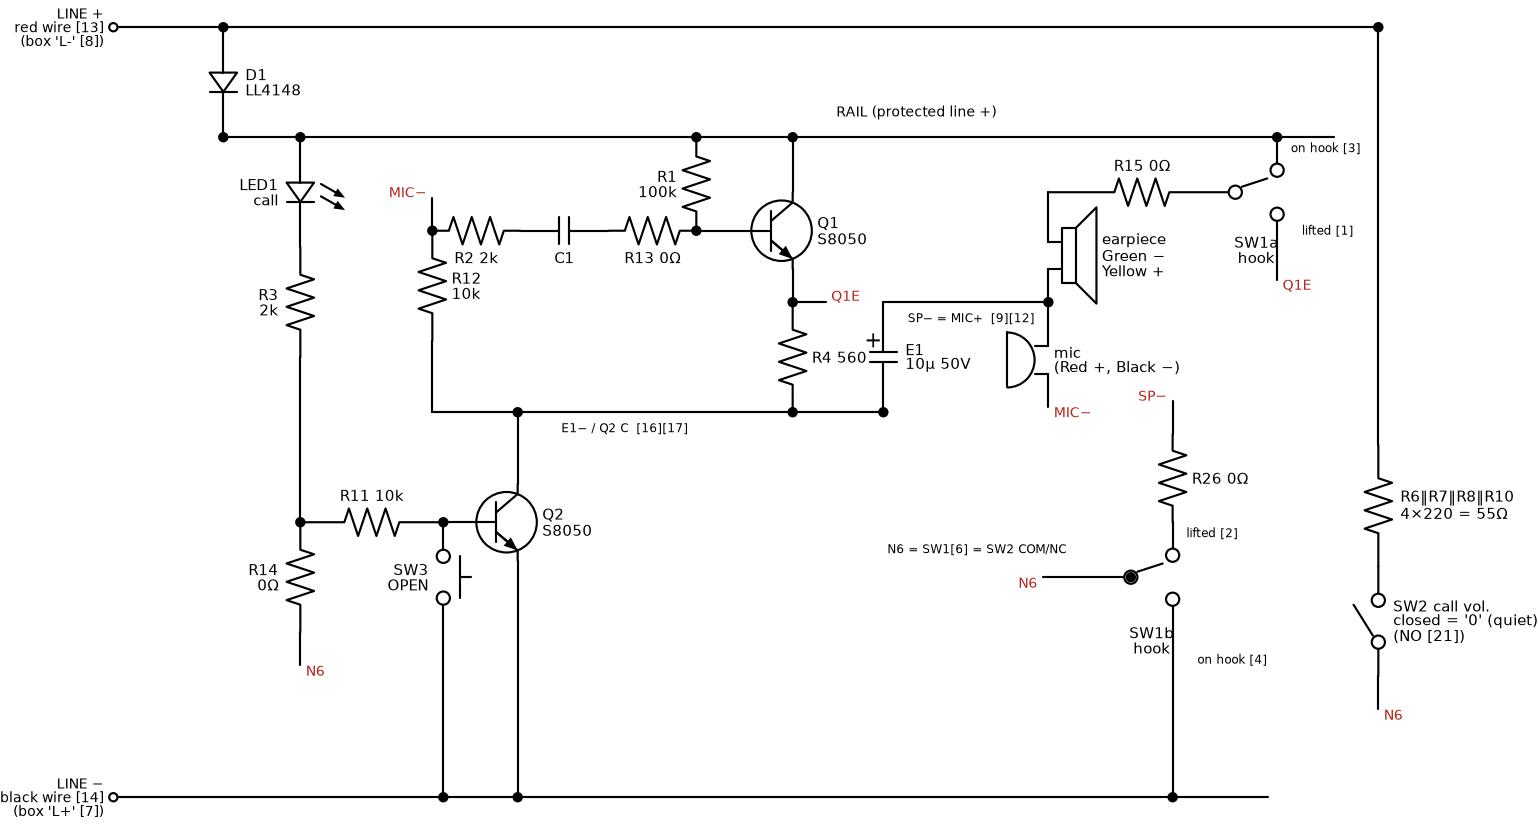 LINE +
red wire [13]
(box 'L-' [8])
D1
LL4148
RAIL (protected line +)
on hook [3]
LED1
call
MIC−
R1
100k
R15 0Ω
R2 2k
C1
R13 0Ω
Q1
S8050
earpiece
Green −
Yellow +
SW1a
hook
lifted [1]
Q1E
R12
10k
R3
2k
Q1E
SP− = MIC+ [9][12]
R4 560
E1
10µ 50V
mic
(Red +, Black −)
MIC−
SP−
E1− / Q2 C [16][17]
R26 0Ω
R11 10k
Q2
S8050
R6∥R7∥R8∥R10
4×220 = 55Ω
lifted [2]
N6 = SW1[6] = SW2 COM/NC
N6
R14
0Ω
SW3
OPEN
SW1b
hook
on hook [4]
SW2 call vol.
closed = '0' (quiet)
(NO [21])
N6
N6
LINE −
black wire [14]
(box 'L+' [7])